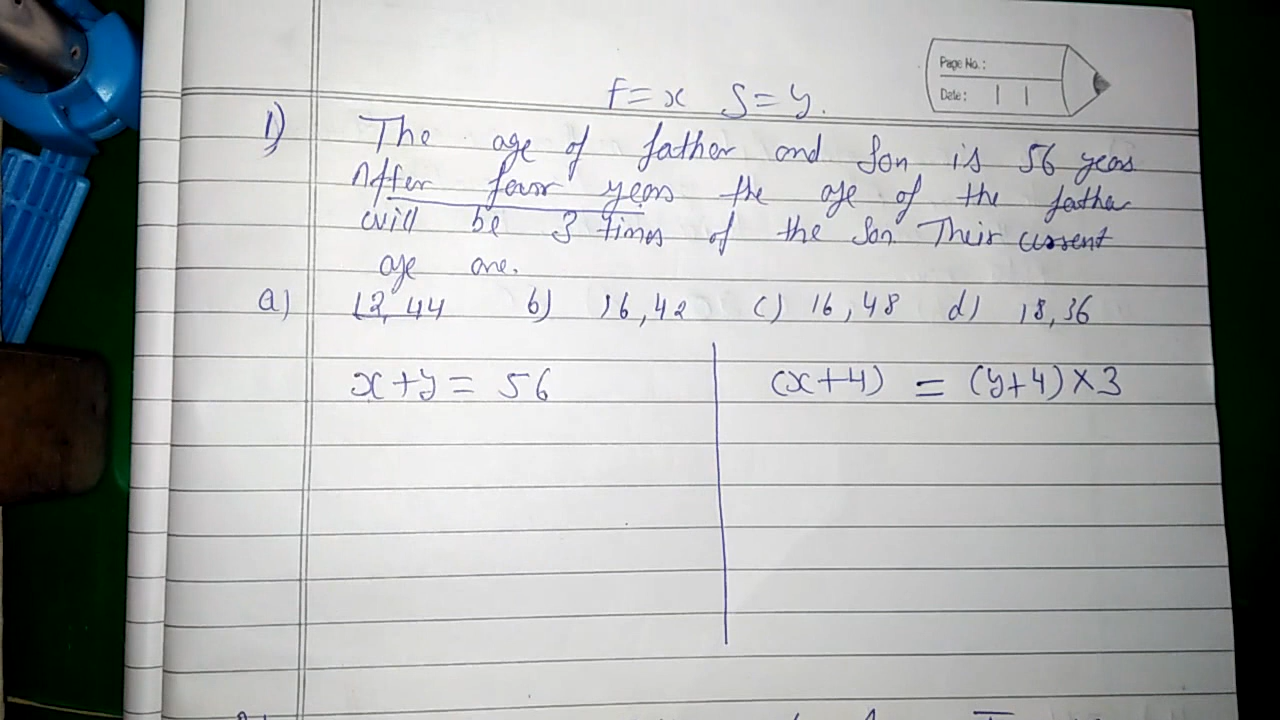 Page No.:
Date:
F=x S=y.
1) The age of father and Son is 56 years
After four years the age of the father
will be 3 times of the Son Their current
age are.
a) 12, 44 b) 16, 42 c) 16, 48 d) 18, 36
x+y = 56 (x+4) = (y+4)×3